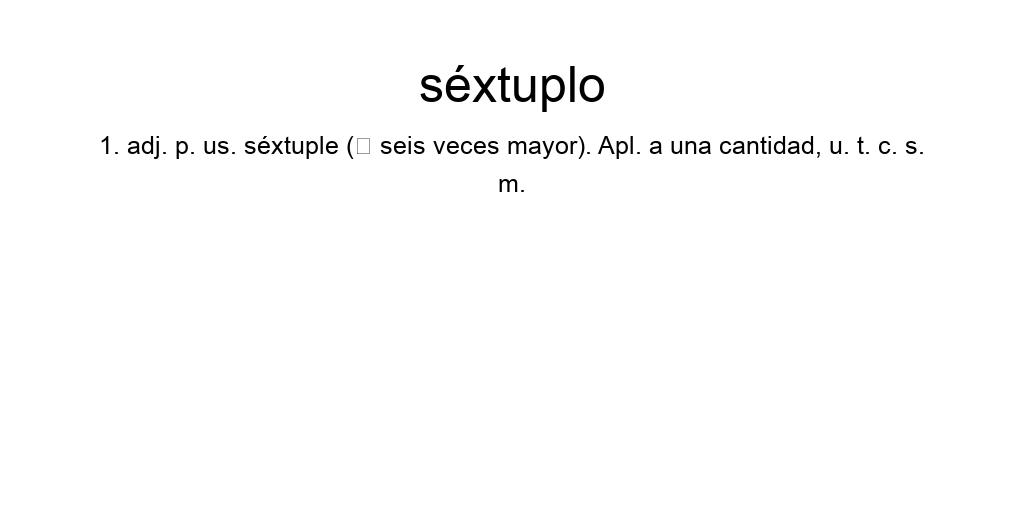 séxtuplo
1. adj. p. us. séxtuple (□ seis veces mayor). Apl. a una cantidad, u. t. c. s.
m.